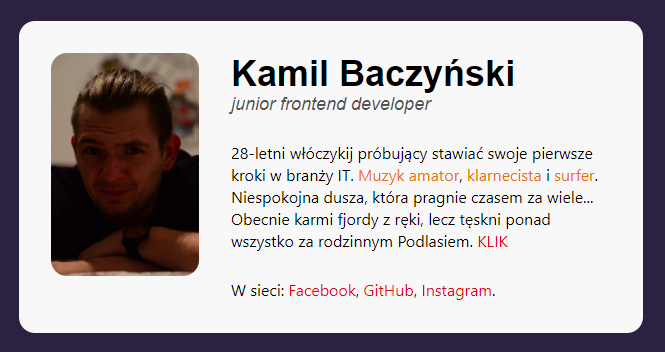 Kamil Baczyński
junior frontend developer
28-letni włóczykij próbujący stawiać swoje pierwsze
kroki w branży IT. Muzyk amator, klarnecista i surfer.
Niespokojna dusza, która pragnie czasem za wiele...
Obecnie karmi fjordy z ręki, lecz tęskni ponad
wszystko za rodzinnym Podlasiem. KLIK
W sieci: Facebook, GitHub, Instagram.